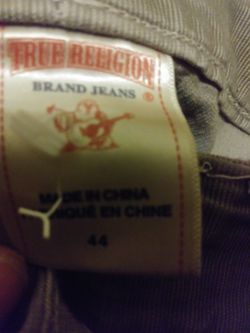 TRUE RELIGION
BRAND JEANS ®
MADE IN CHINA
FABRIQUÉ EN CHINE
44